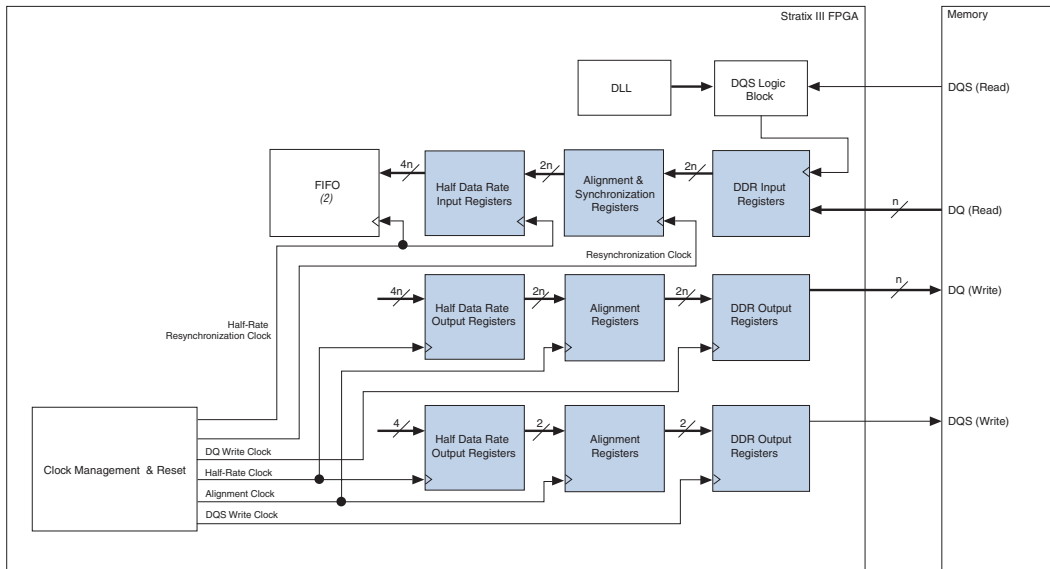 Stratix III FPGA
Memory
DLL
DQS Logic
Block
DQS (Read)
4n
2n
2n
FIFO
(2)
Half Data Rate
Input Registers
Alignment &
Synchronization
Registers
DDR Input
Registers
n
DQ (Read)
Resynchronization Clock
4n
2n
2n
n
Half Data Rate
Output Registers
Alignment
Registers
DDR Output
Registers
DQ (Write)
Half-Rate
Resynchronization Clock
4
2
2
Half Data Rate
Output Registers
Alignment
Registers
DDR Output
Registers
DQS (Write)
Clock Management & Reset
DQ Write Clock
Half-Rate Clock
Alignment Clock
DQS Write Clock